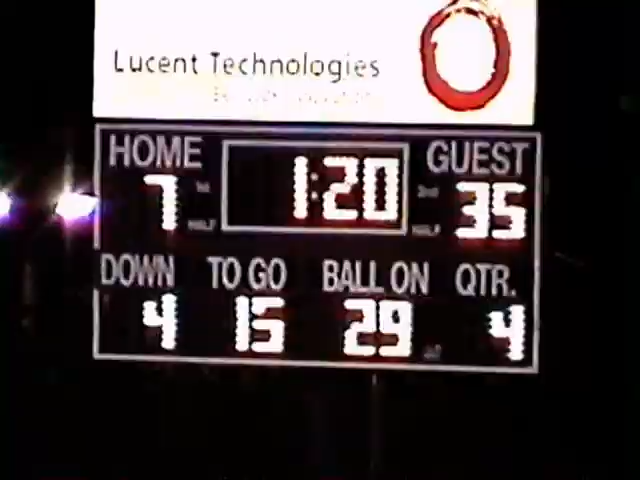 Lucent Technologies
HOME 1:20 GUEST
7 35
DOWN TO GO BALL ON QTR.
4 15 29 4